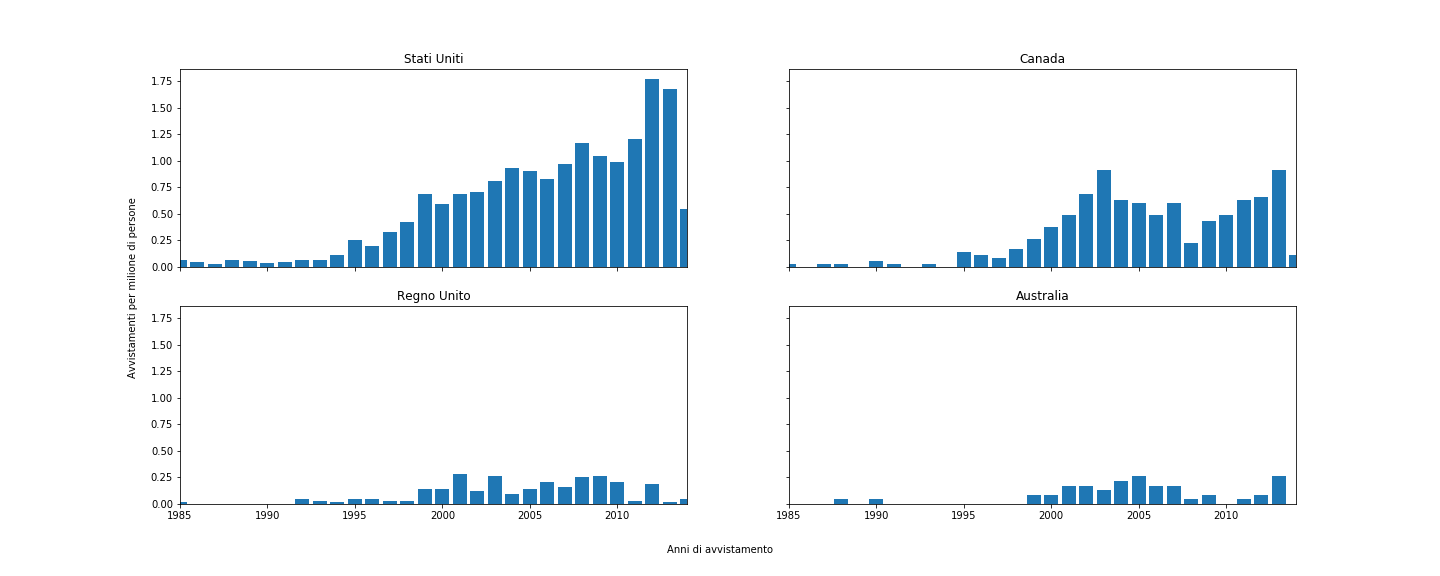 Stati Uniti
Canada
1.75
1.50
1.25
1.00
0.75
0.50
0.25
0.00
Avvistamenti per milione di persone
Regno Unito
Australia
1.75
1.50
1.25
1.00
0.75
0.50
0.25
0.00
1985 1990 1995 2000 2005 2010
1985 1990 1995 2000 2005 2010
Anni di avvistamento